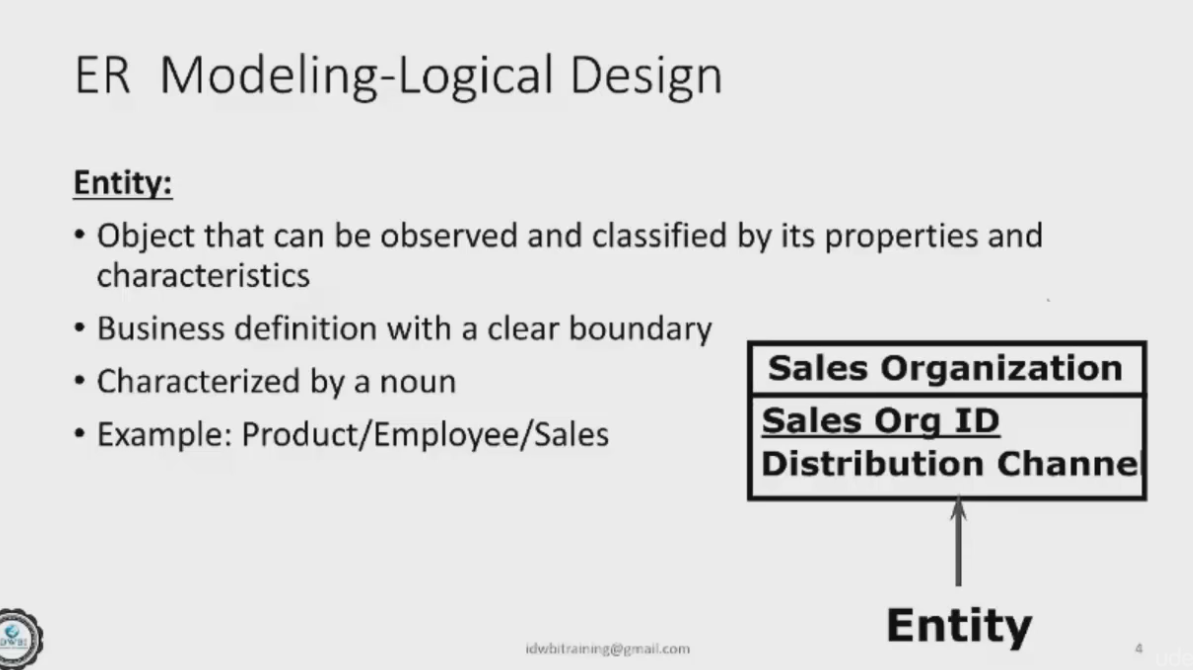 ER Modeling-Logical Design
Entity:
• Object that can be observed and classified by its properties and
characteristics
• Business definition with a clear boundary
• Characterized by a noun
• Example: Product/Employee/Sales
Sales Organization
Sales Org ID
Distribution Channel
Entity
idwbitraining@gmail.com
4